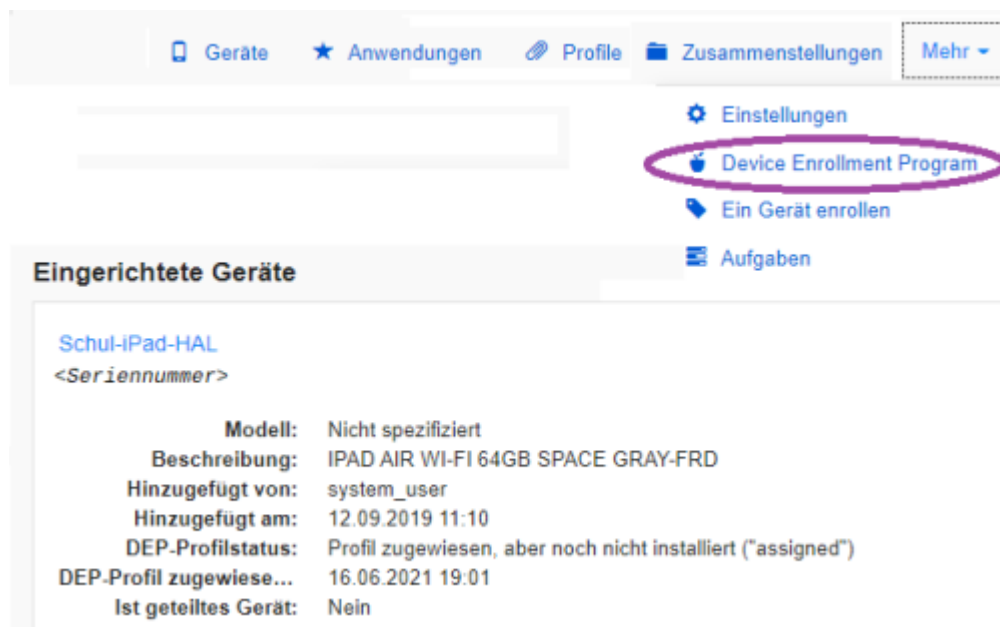 Geräte Anwendungen Profile Zusammenstellungen Mehr
Einstellungen
Device Enrollment Program
Ein Gerät enrollen
Aufgaben
Eingerichtete Geräte
Schul-iPad-HAL
<Seriennummer>
Modell: Nicht spezifiziert
Beschreibung: IPAD AIR WI-FI 64GB SPACE GRAY-FRD
Hinzugefügt von: system_user
Hinzugefügt am: 12.09.2019 11:10
DEP-Profilstatus: Profil zugewiesen, aber noch nicht installiert ("assigned")
DEP-Profil zugewiese... 16.06.2021 19:01
Ist geteiltes Gerät: Nein